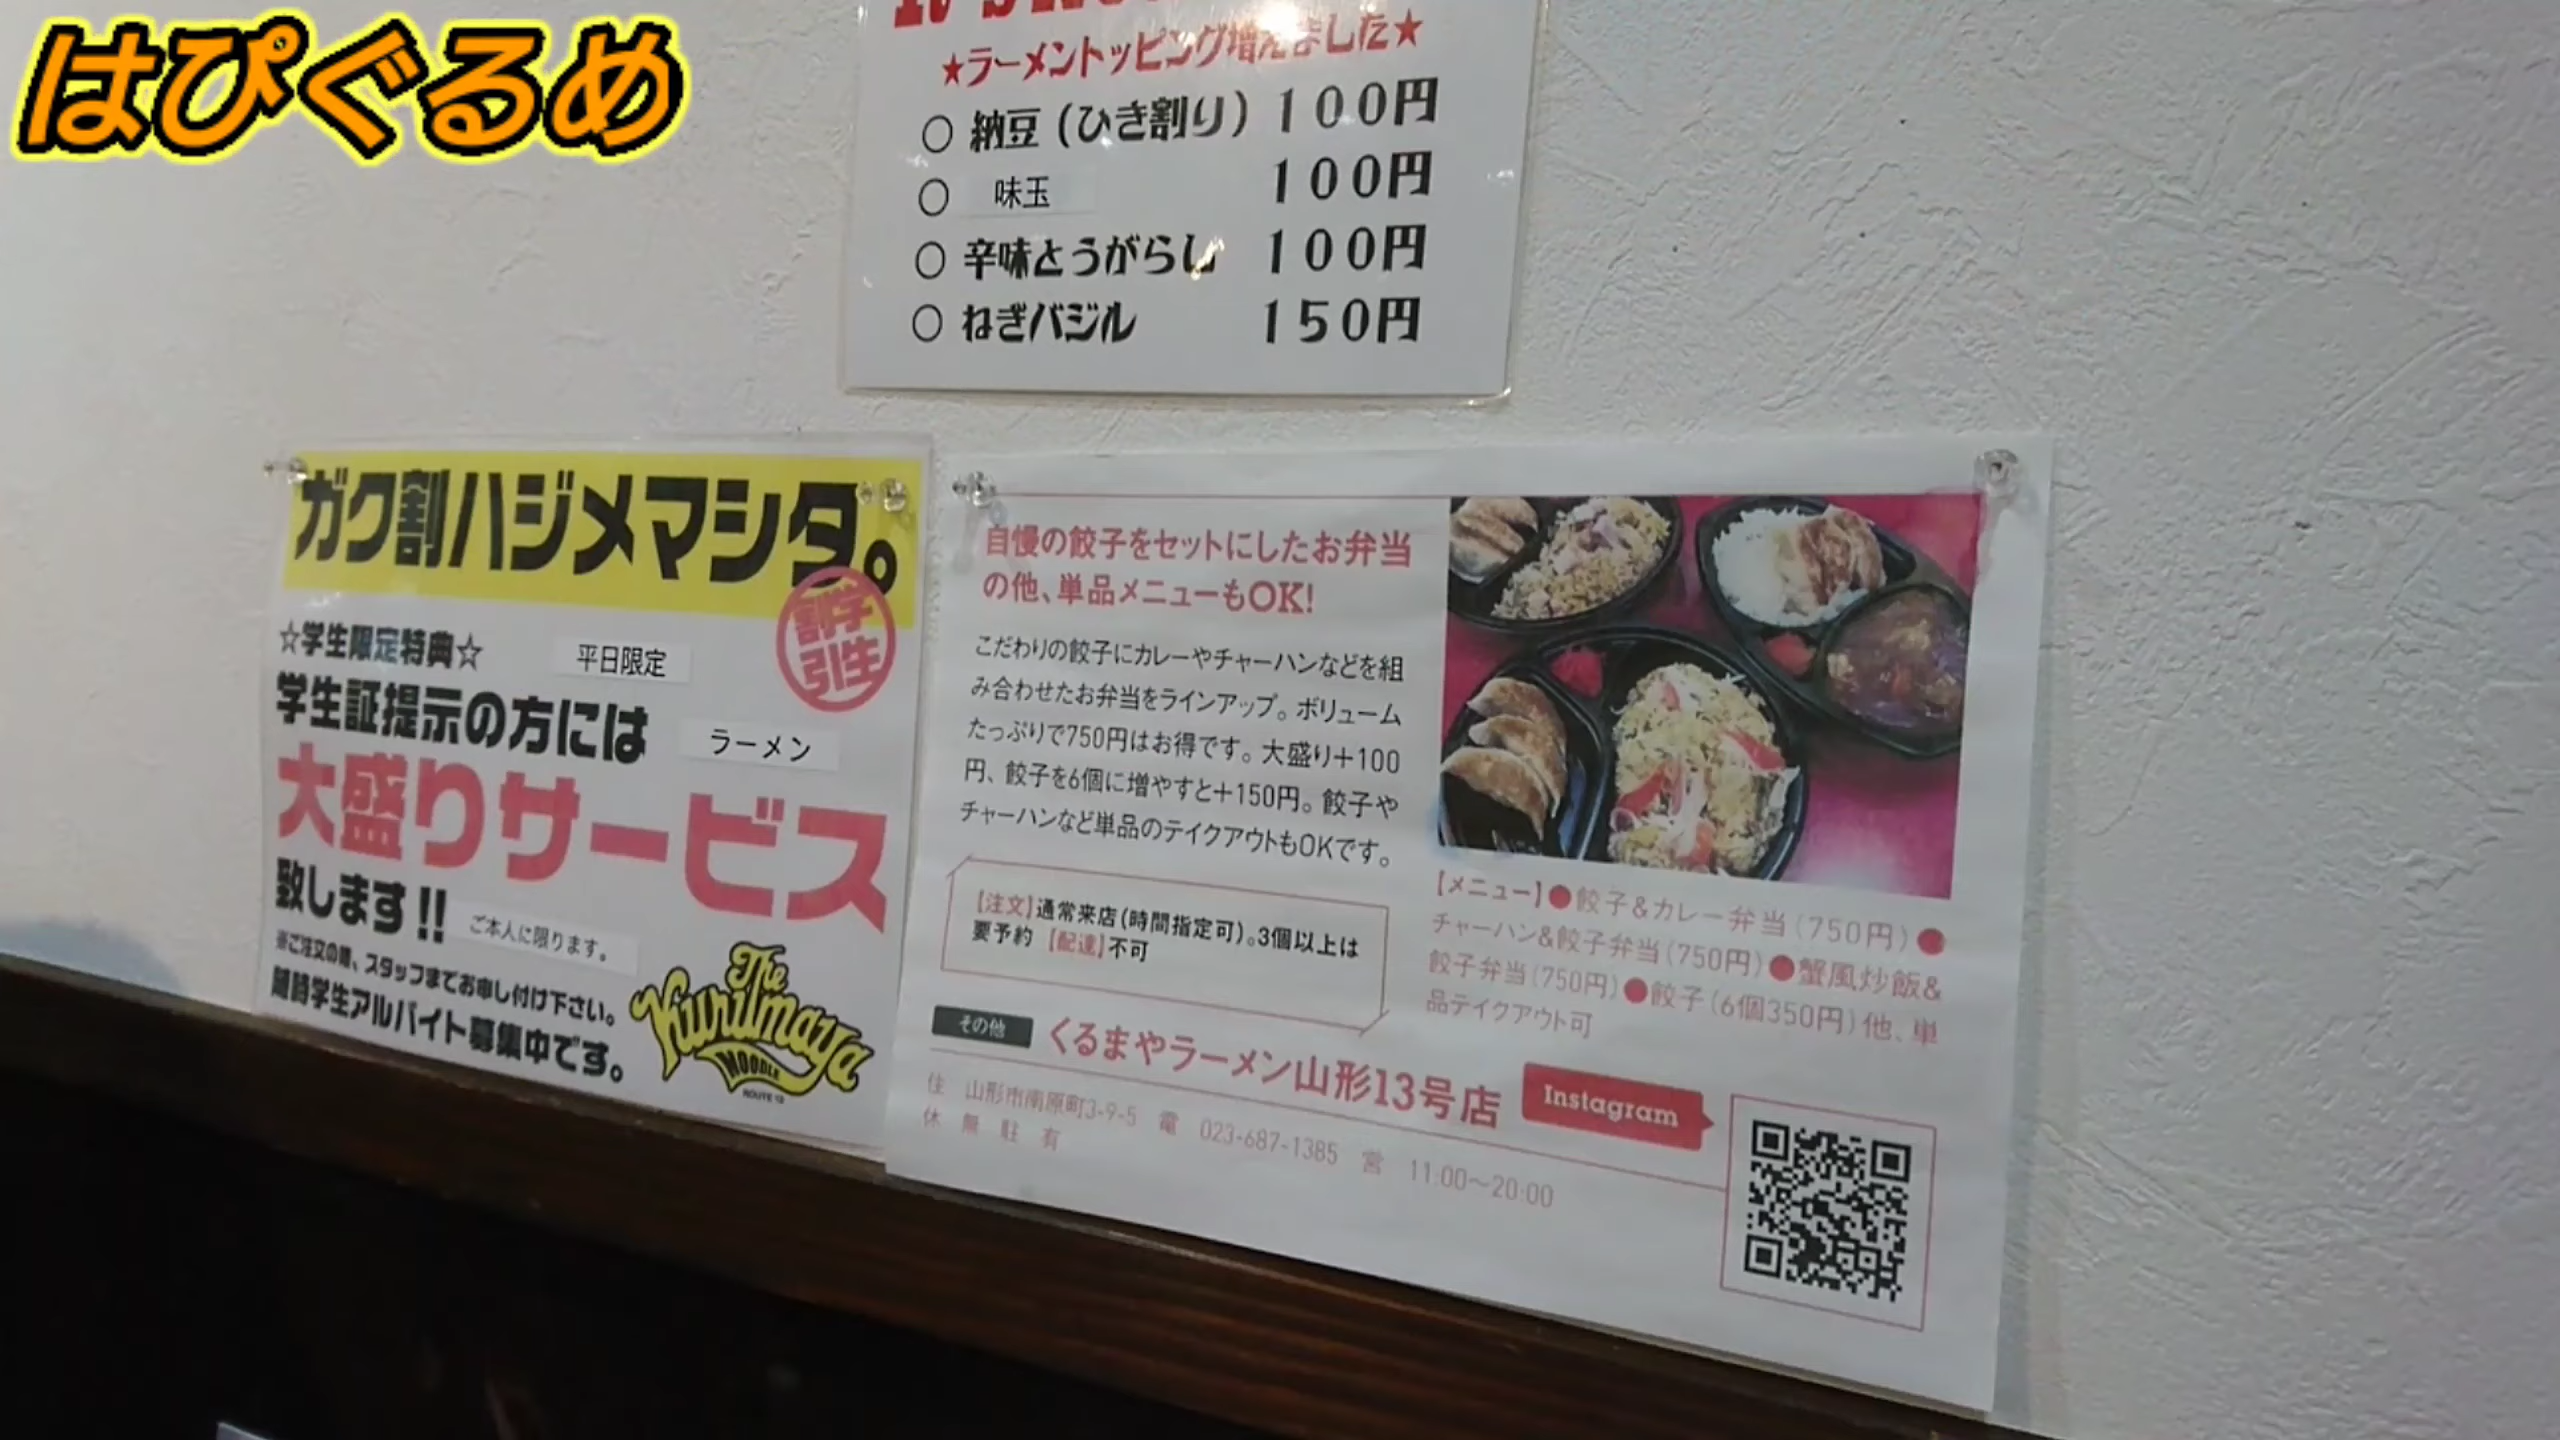 はぴぐるめ
★ラーメントッピング増えました★
○ 納豆(ひき割り) 100円
○ 味玉 100円
○ 辛味とうがらし 100円
○ ねぎバジル 150円
ガク割ハジメマシタ。
学生割引
☆学生限定特典☆ 平日限定
学生証提示の方には ラーメン
大盛りサービス
致します!! ご本人に限ります。
※ご注文の際、スタッフまでお申し付け下さい。
随時学生アルバイト募集中です。
The
Kurumaya
NOODLE
ROUTE 13
自慢の餃子をセットにしたお弁当
の他、単品メニューもOK!
こだわりの餃子にカレーやチャーハンなどを組
み合わせたお弁当をラインアップ。ボリューム
たっぷりで750円はお得です。大盛り+100
円、餃子を6個に増やすと+150円。餃子や
チャーハンなど単品のテイクアウトもOKです。
【注文】通常来店(時間指定可)。3個以上は
要予約 【配達】不可
【メニュー】●餃子&カレー弁当(750円)●
チャーハン&餃子弁当(750円)●蟹風炒飯&
餃子弁当(750円)●餃子(6個350円)他、単
品テイクアウト可
その他 くるまやラーメン山形13号店
Instagram
住 山形市南原町3-9-5 電 023-687-1385 営 11:00〜20:00
休 無 駐 有